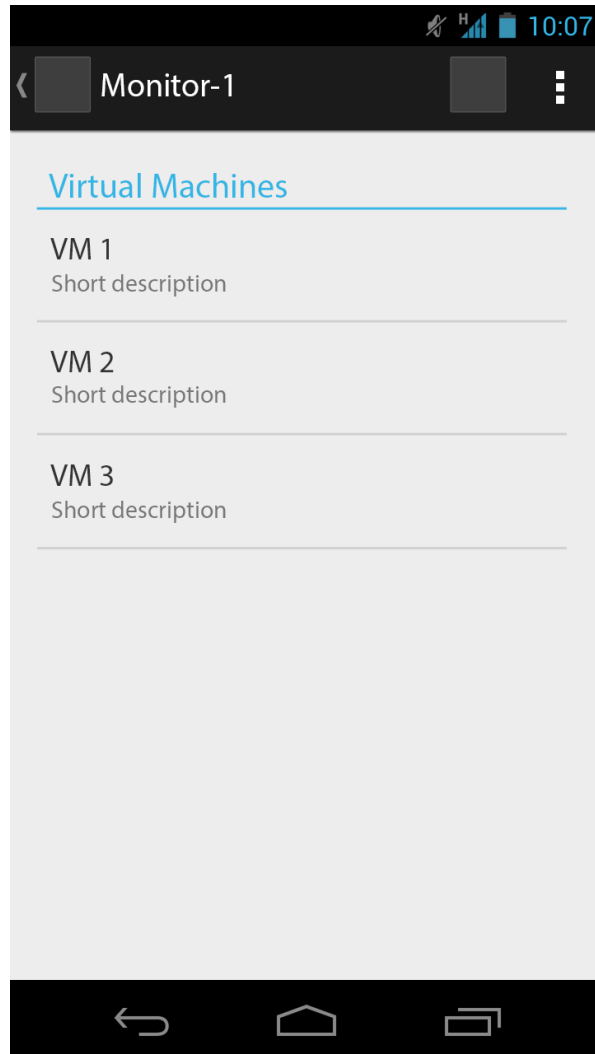 H 10:07
Monitor-1
Virtual Machines
VM 1
Short description
VM 2
Short description
VM 3
Short description